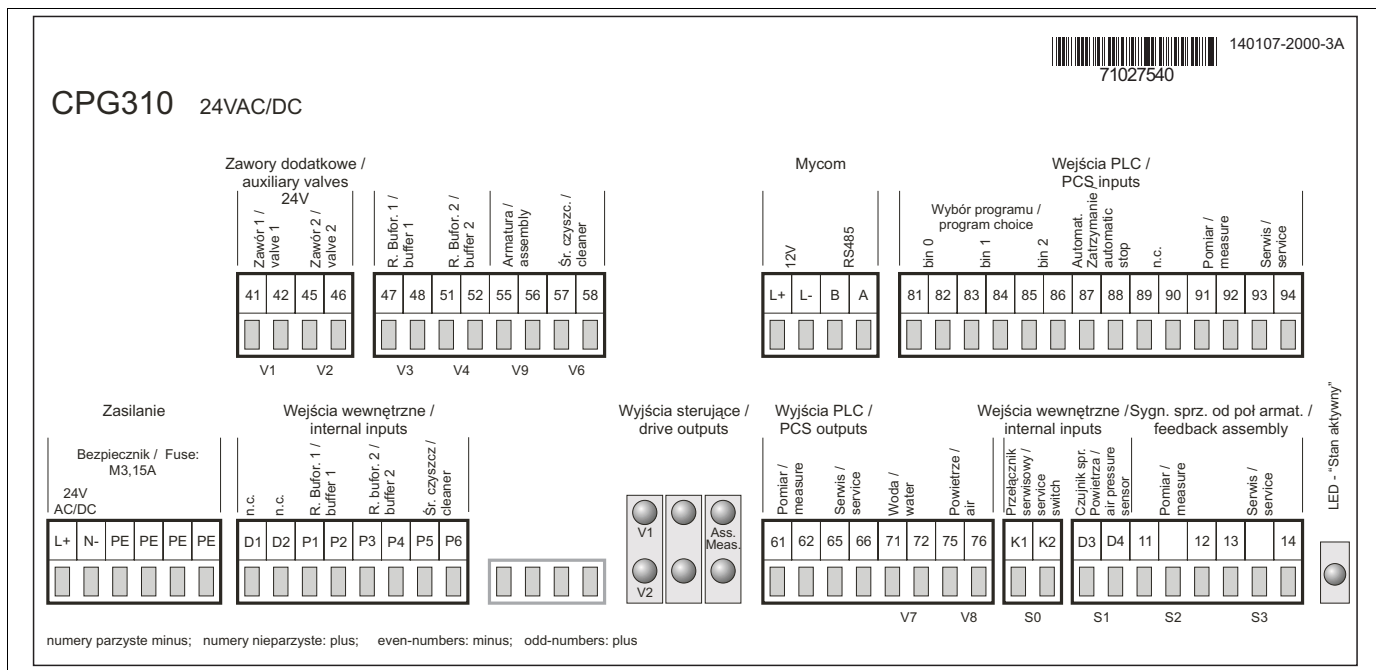 140107-2000-3A
71027540
CPG310 24VAC/DC
Zawory dodatkowe /
auxiliary valves
24V
Zawór 1 /
valve 1
Zawór 2 /
valve 2
R. Bufor. 1 /
buffer 1
R. Bufor. 2 /
buffer 2
Armatura /
assembly
Śr. czyszc. /
cleaner
41 42 45 46
47 48 51 52 55 56 57 58
V1 V2
V3 V4 V9 V6
Mycom
12V
RS485
L+ L- B A
Wejścia PLC /
PCS inputs
Wybór programu /
program choice
bin 0
bin 1
bin 2
Automat.
Zatrzymanie
automatic
stop
n.c.
Pomiar /
measure
Serwis /
service
81 82 83 84 85 86 87 88 89 90 91 92 93 94
Zasilanie
Bezpiecznik / Fuse:
M3,15A
24V
AC/DC
L+ N- PE PE PE PE
Wejścia wewnętrzne /
internal inputs
n.c.
n.c.
R. Bufor. 1 /
buffer 1
R. bufor. 2 /
buffer 2
Śr. czyszcz. /
cleaner
D1 D2 P1 P2 P3 P4 P5 P6
Wyjścia sterujące /
drive outputs
V1
Ass.
Meas.
V2
Wyjścia PLC /
PCS outputs
Pomiar /
measure
Serwis /
service
Woda /
water
Powietrze /
air
61 62 65 66 71 72 75 76
V7 V8
Wejścia wewnętrzne /
internal inputs
Przełącznik
serwisowy /
service
switch
Czujnik spr.
Powietrza /
air pressure
sensor
K1 K2
S0
Sygn. sprz. od poł armat. /
feedback assembly
Pomiar /
measure
Serwis /
service
D3 D4 11 12 13 14
S1 S2 S3
LED - "Stan aktywny"
numery parzyste minus; numery nieparzyste: plus; even-numbers: minus; odd-numbers: plus